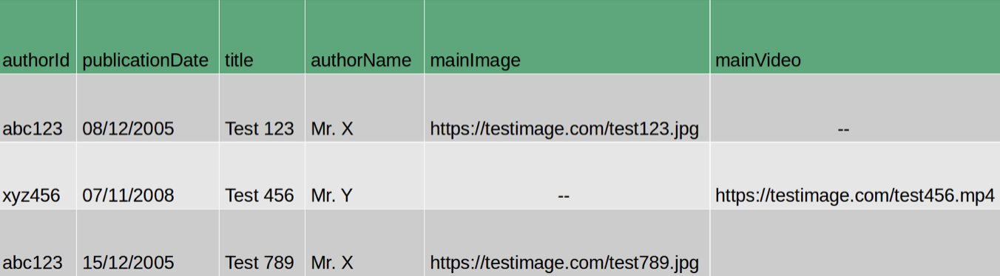 authorId publicationDate title authorName mainImage mainVideo
abc123 08/12/2005 Test 123 Mr. X https://testimage.com/test123.jpg --
xyz456 07/11/2008 Test 456 Mr. Y -- https://testimage.com/test456.mp4
abc123 15/12/2005 Test 789 Mr. X https://testimage.com/test789.jpg